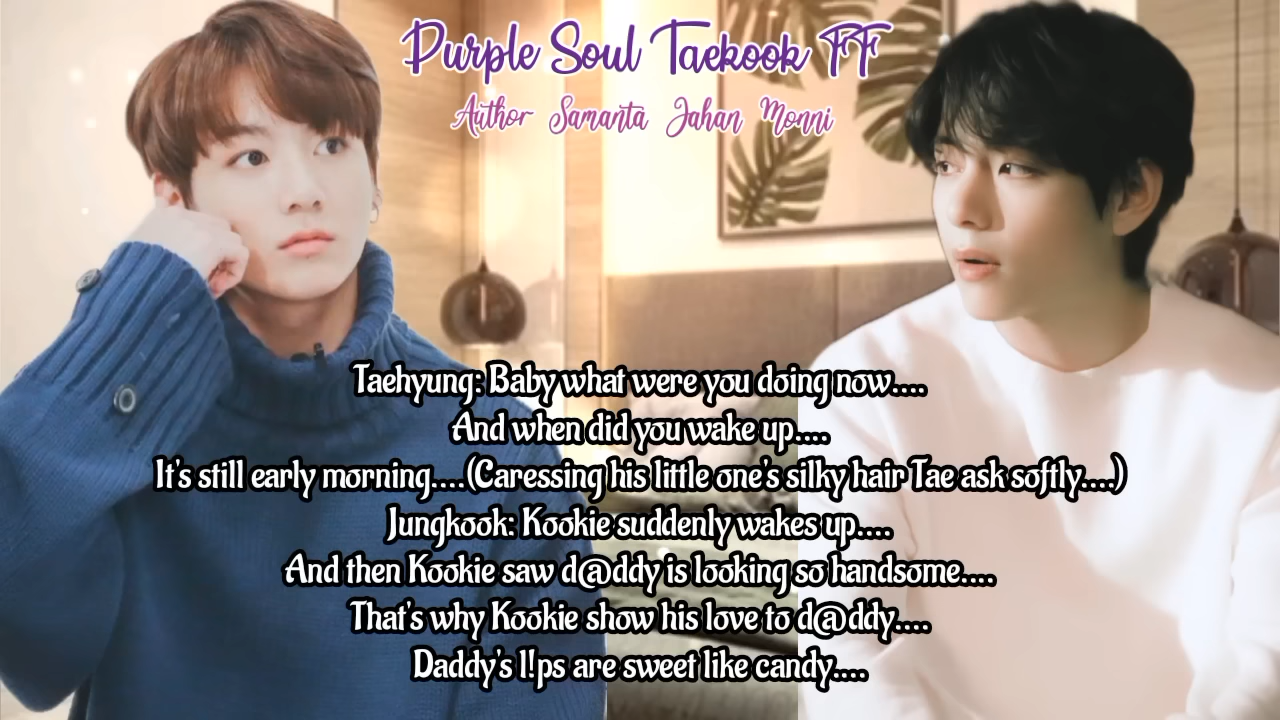 Purple Soul Taekook FF
Author Samanta Jahan Monni
Taehyung: Baby what were you doing now....
And when did you wake up....
It's still early morning....(Caressing his little one's silky hair Tae ask softly....)
Jungkook: Kookie suddenly wakes up....
And then Kookie saw d@ddy is looking so handsome....
That's why Kookie show his love to d@ddy....
Daddy's l!ps are sweet like candy....